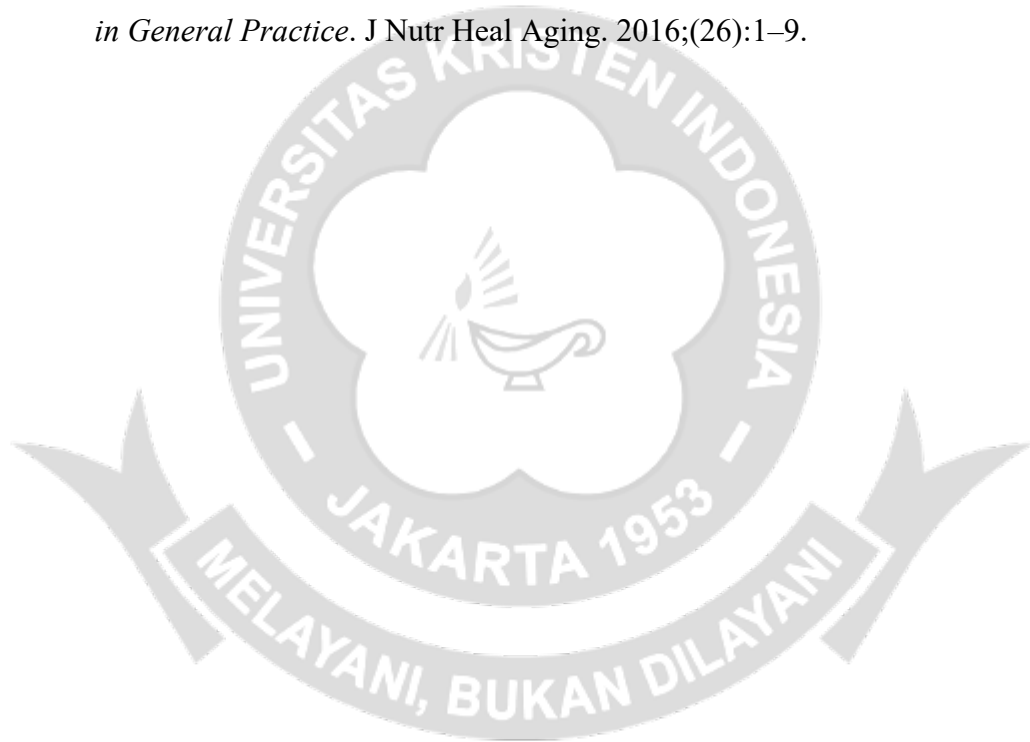 in General Practice. J Nutr Heal Aging. 2016;(26):1–9.
UNIVERSITAS KRISTEN INDONESIA
JAKARTA 1953
MELAYANI, BUKAN DILAYANI